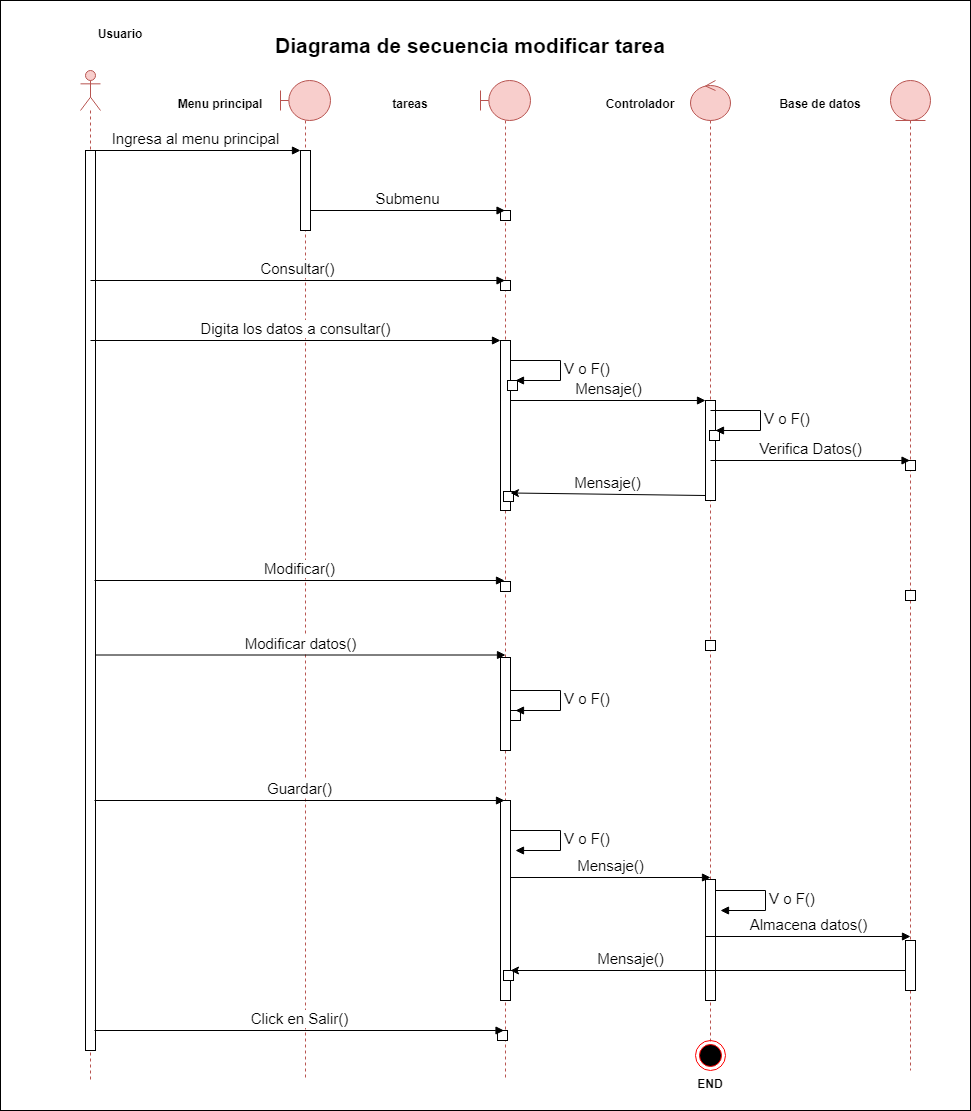 Usuario
Diagrama de secuencia modificar tarea
Menu principal
tareas
Controlador
Base de datos
Ingresa al menu principal
Submenu
Consultar()
Digita los datos a consultar()
V o F()
Mensaje()
V o F()
Verifica Datos()
Mensaje()
Modificar()
Modificar datos()
V o F()
Guardar()
V o F()
Mensaje()
V o F()
Almacena datos()
Mensaje()
Click en Salir()
END